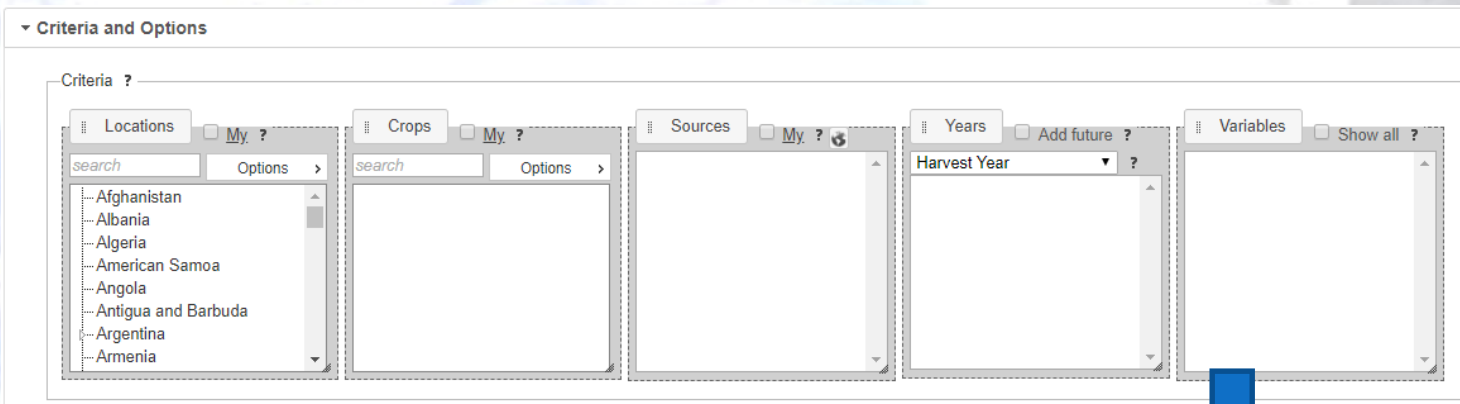 Criteria and Options
Criteria ?
Locations My ? Crops My ? Sources My ? Years Add future ? Variables Show all ?
search Options > search Options > Harvest Year ?
Afghanistan
Albania
Algeria
American Samoa
Angola
Antigua and Barbuda
Argentina
Armenia